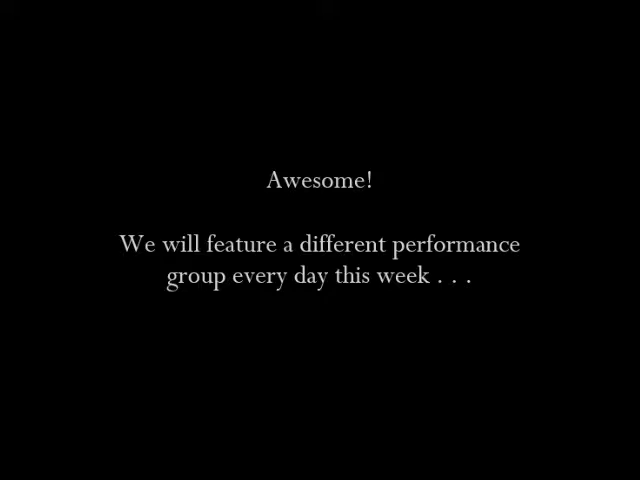 Awesome!
We will feature a different performance
group every day this week . . .